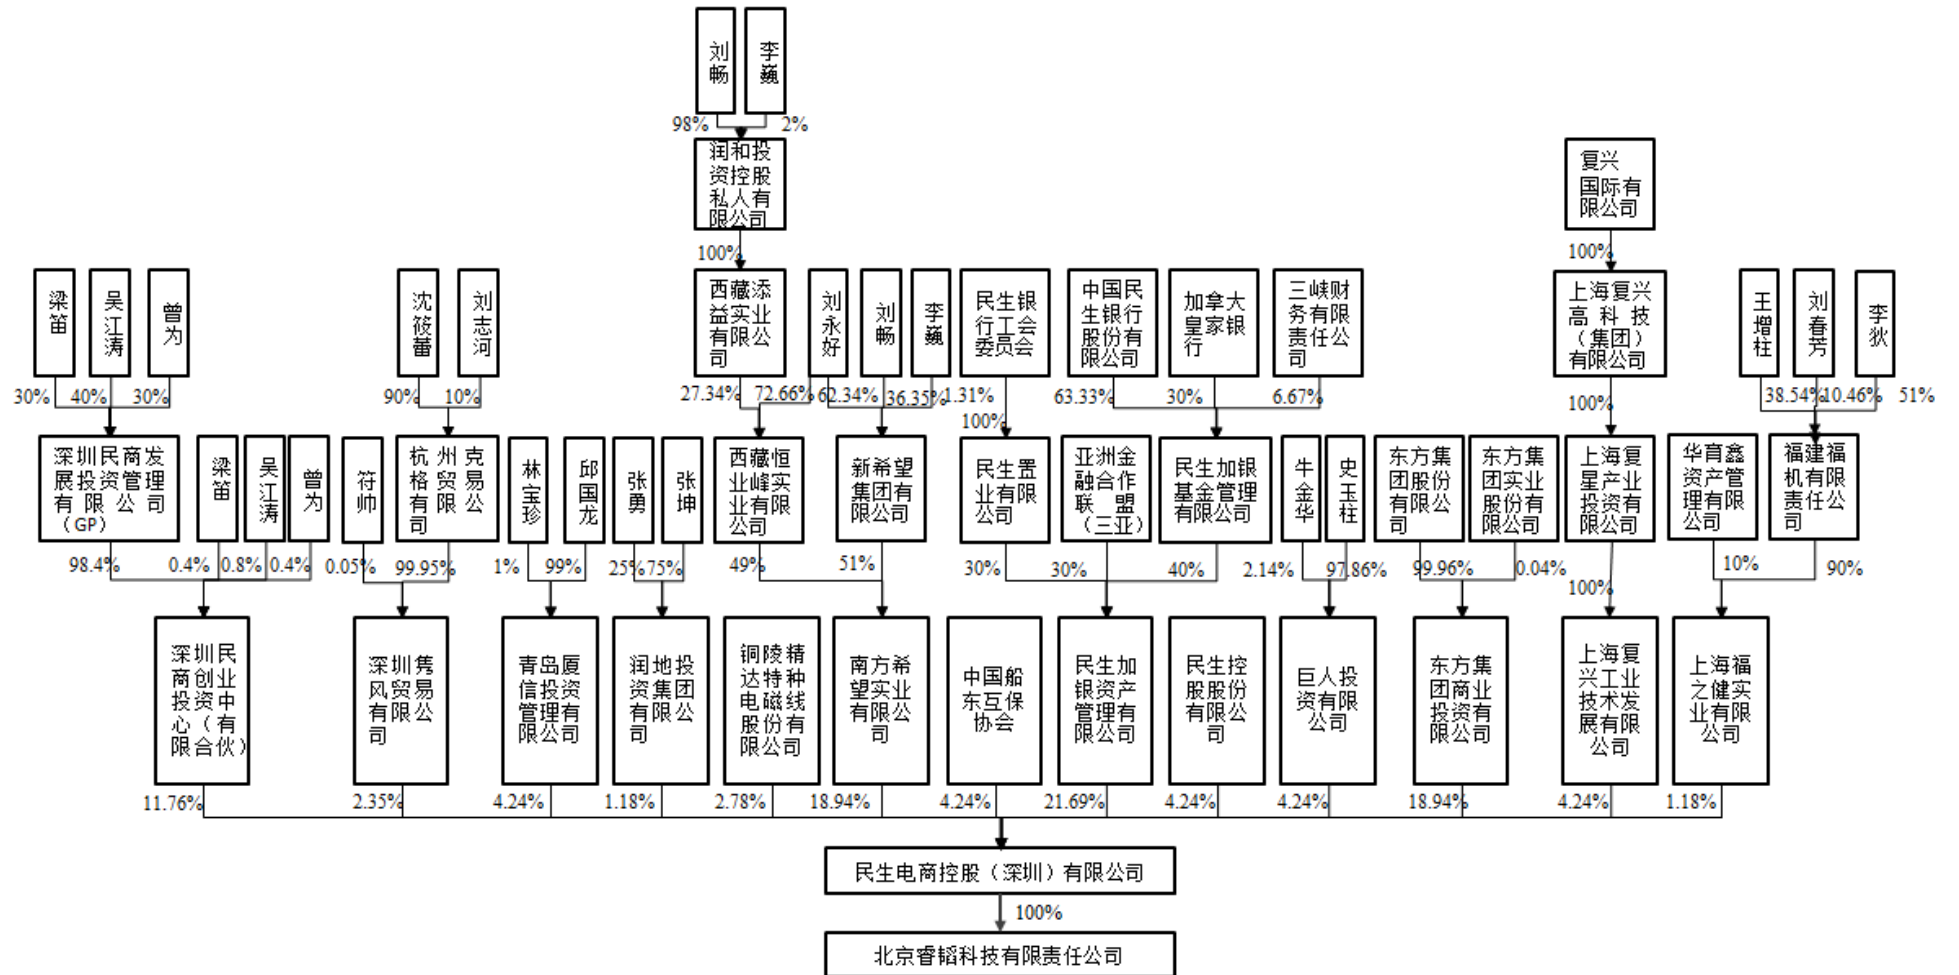 刘畅
李巍
98%
2%
润和投
资控股
私人有
限公司
复兴
国际有
限公司
100%
100%
梁笛
吴江涛
曾为
沈筱蕾
刘志河
西藏添
益实业
有限公
司
刘永好
刘畅
李巍
民生银
行工会
委员会
中国民
生银行
股份有
限公司
加拿大
皇家银
行
三峡财
务有限
责任公
司
上海复兴
高科技
（集团）
有限公司
王增柱
刘春芳
李狄
30%
40%
30%
90%
10%
27.34%
72.66%
62.34%
36.35%
1.31%
100%
63.33%
30%
6.67%
100%
38.54%
10.46%
51%
深圳民商发
展投资管理
有限公司
（GP）
梁笛
吴江涛
曾为
符帅
杭州克
格贸易
有限公
司
林宝珍
邱国龙
张勇
张坤
西藏恒
业峰实
业有限
公司
新希望
集团有
限公司
民生置
业有限
公司
亚洲金
融合作
联盟
（三亚）
民生加银
基金管理
有限公司
牛金华
史玉柱
东方集
团股份
有限公
司
东方集
团实业
股份有
限公司
上海复
星产业
投资有
限公司
华育鑫
资产管
理有限
公司
福建福
机有限
责任公
司
98.4%
0.4%
0.8%
0.4%
0.05%
99.95%
1%
99%
25%
75%
49%
51%
30%
30%
40%
2.14%
97.86%
99.96%
0.04%
100%
10%
90%
深圳民
商创业
投资中
心（有
限合伙）
深圳隽
风贸易
有限公
司
青岛厦
信投资
管理有
限公司
润地投
资集团
有限公
司
铜陵精
达特种
电磁线
股份有
限公司
南方希
望实业
有限公
司
中国船
东互保
协会
民生加
银资产
管理有
限公司
民生控
股股份
有限公
司
巨人投
资有限
公司
东方集
团商业
投资有
限公司
上海复
兴工业
技术发
展有限
公司
上海福
之健实
业有限
公司
11.76%
2.35%
4.24%
1.18%
2.78%
18.94%
4.24%
21.69%
4.24%
4.24%
18.94%
4.24%
1.18%
民生电商控股（深圳）有限公司
100%
北京睿韬科技有限责任公司